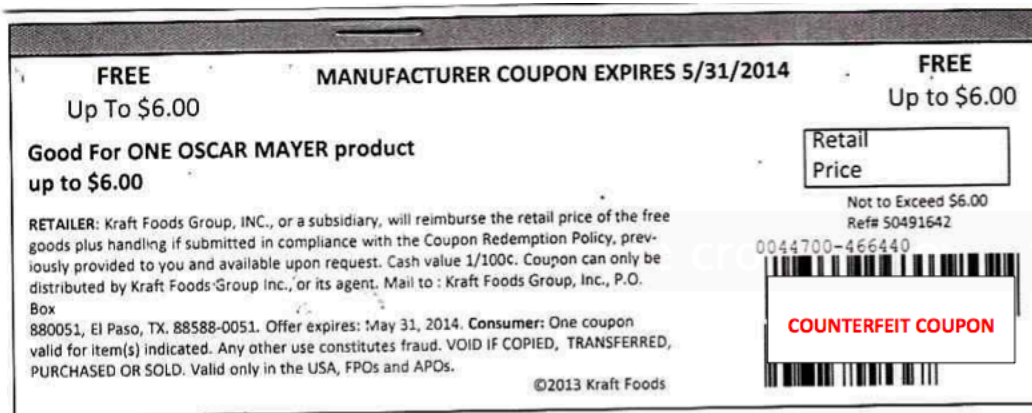 FREE
Up To $6.00
MANUFACTURER COUPON EXPIRES 5/31/2014
FREE
Up to $6.00
Good For ONE OSCAR MAYER product
up to $6.00
Retail
Price
Not to Exceed $6.00
Ref# 50491642
RETAILER: Kraft Foods Group, INC., or a subsidiary, will reimburse the retail price of the free
goods plus handling if submitted in compliance with the Coupon Redemption Policy, prev-
iously provided to you and available upon request. Cash value 1/100¢. Coupon can only be
distributed by Kraft Foods Group Inc., or its agent. Mail to : Kraft Foods Group, Inc., P.O.
Box
880051, El Paso, TX. 88588-0051. Offer expires: May 31, 2014. Consumer: One coupon
valid for item(s) indicated. Any other use constitutes fraud. VOID IF COPIED, TRANSFERRED,
PURCHASED OR SOLD. Valid only in the USA, FPOs and APOs.
©2013 Kraft Foods
0044700-466440
COUNTERFEIT COUPON